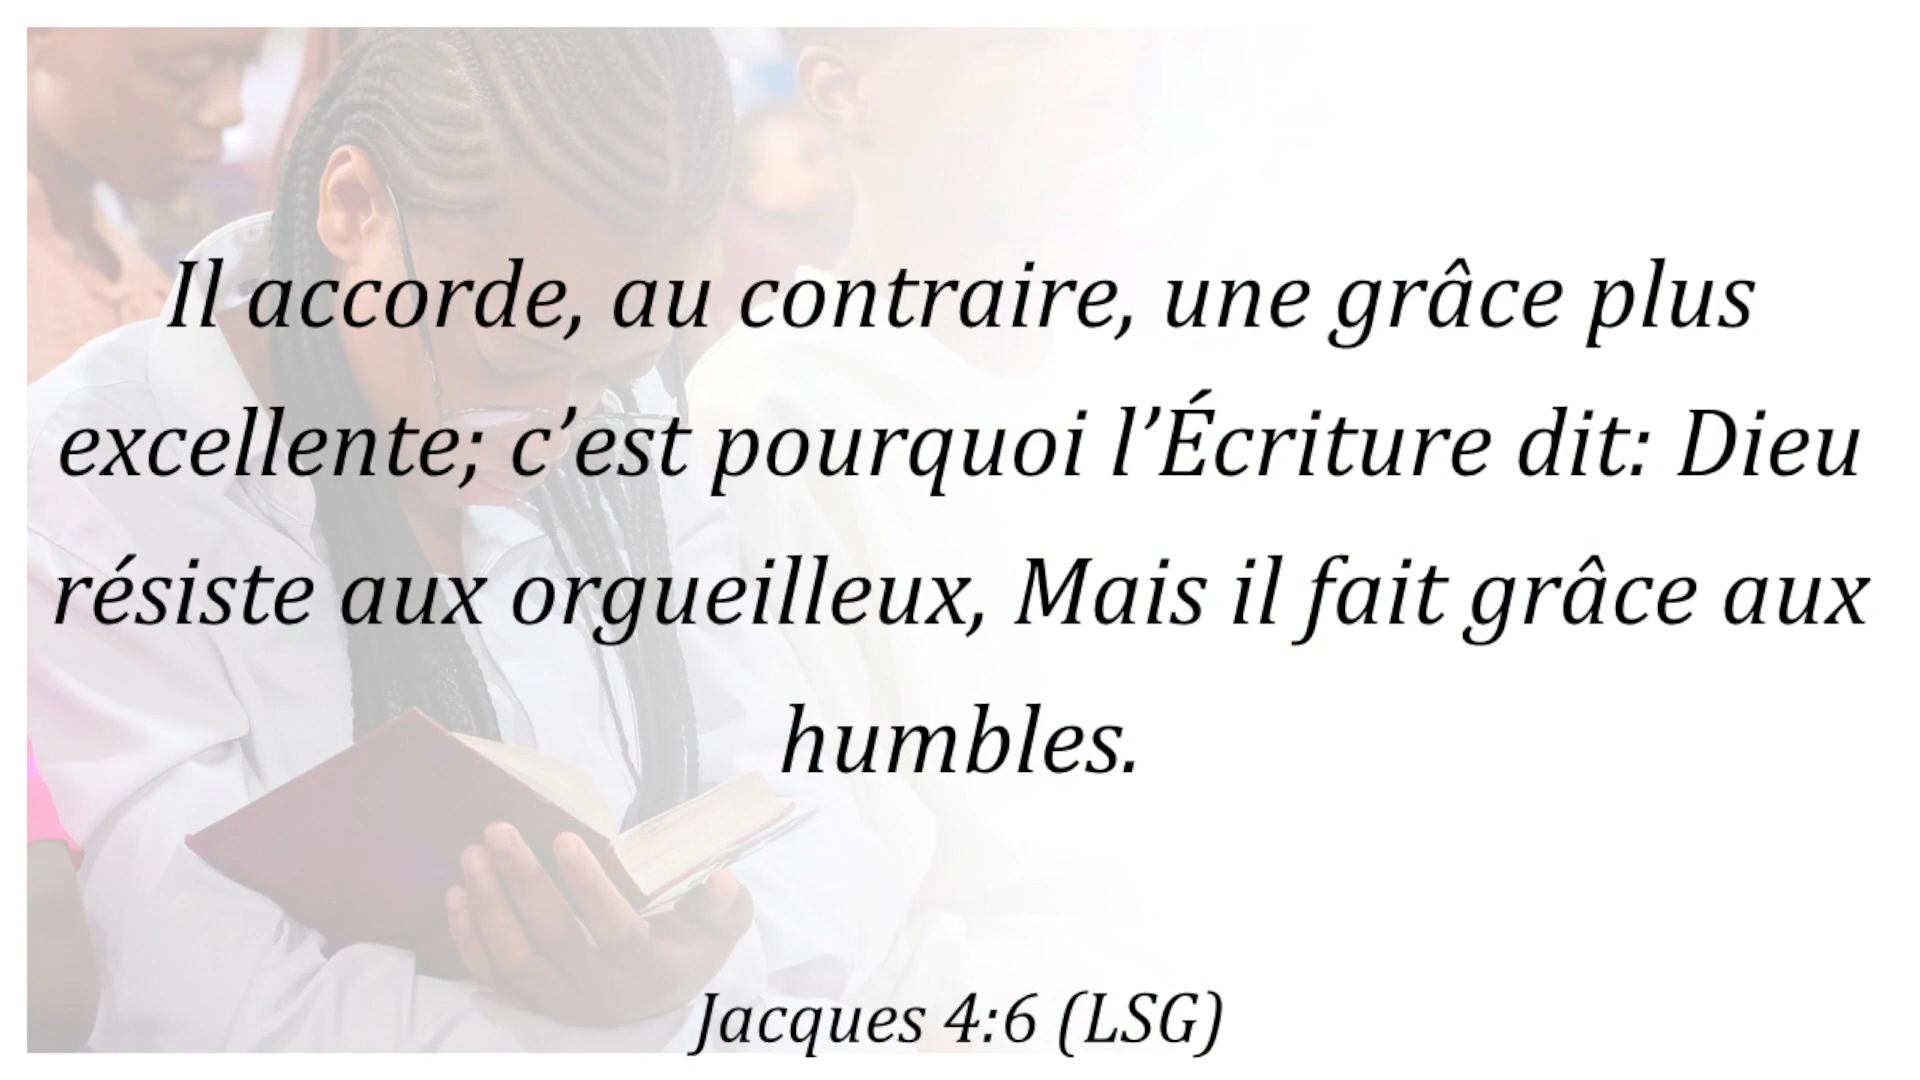 Il accorde, au contraire, une grâce plus
excellente; c’est pourquoi l’Écriture dit: Dieu
résiste aux orgueilleux, Mais il fait grâce aux
humbles.
Jacques 4:6 (LSG)